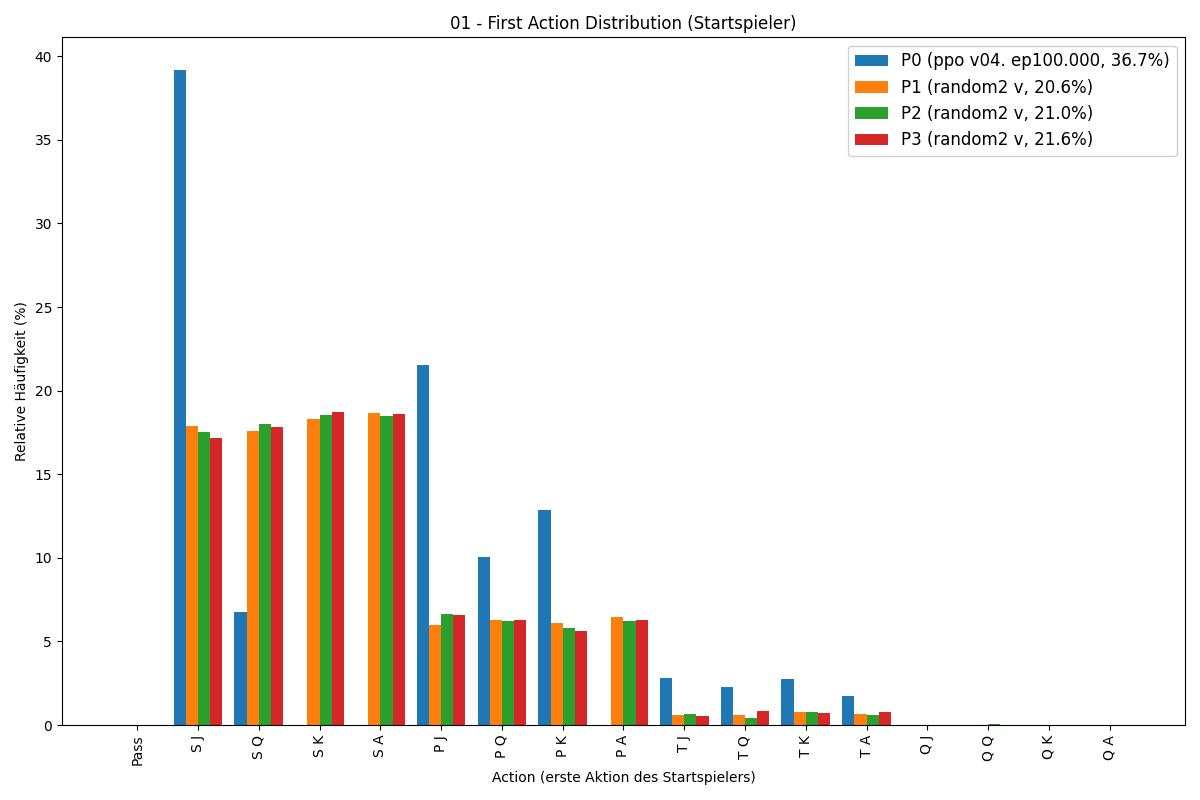 01 - First Action Distribution (Startspieler)
P0 (ppo v04. ep100.000, 36.7%)
P1 (random2 v, 20.6%)
P2 (random2 v, 21.0%)
P3 (random2 v, 21.6%)
Relative Häufigkeit (%)
40
35
30
25
20
15
10
5
0
Pass
S J
S Q
S K
S A
P J
P Q
P K
P A
T J
T Q
T K
T A
Q J
Q Q
Q K
Q A
Action (erste Aktion des Startspielers)